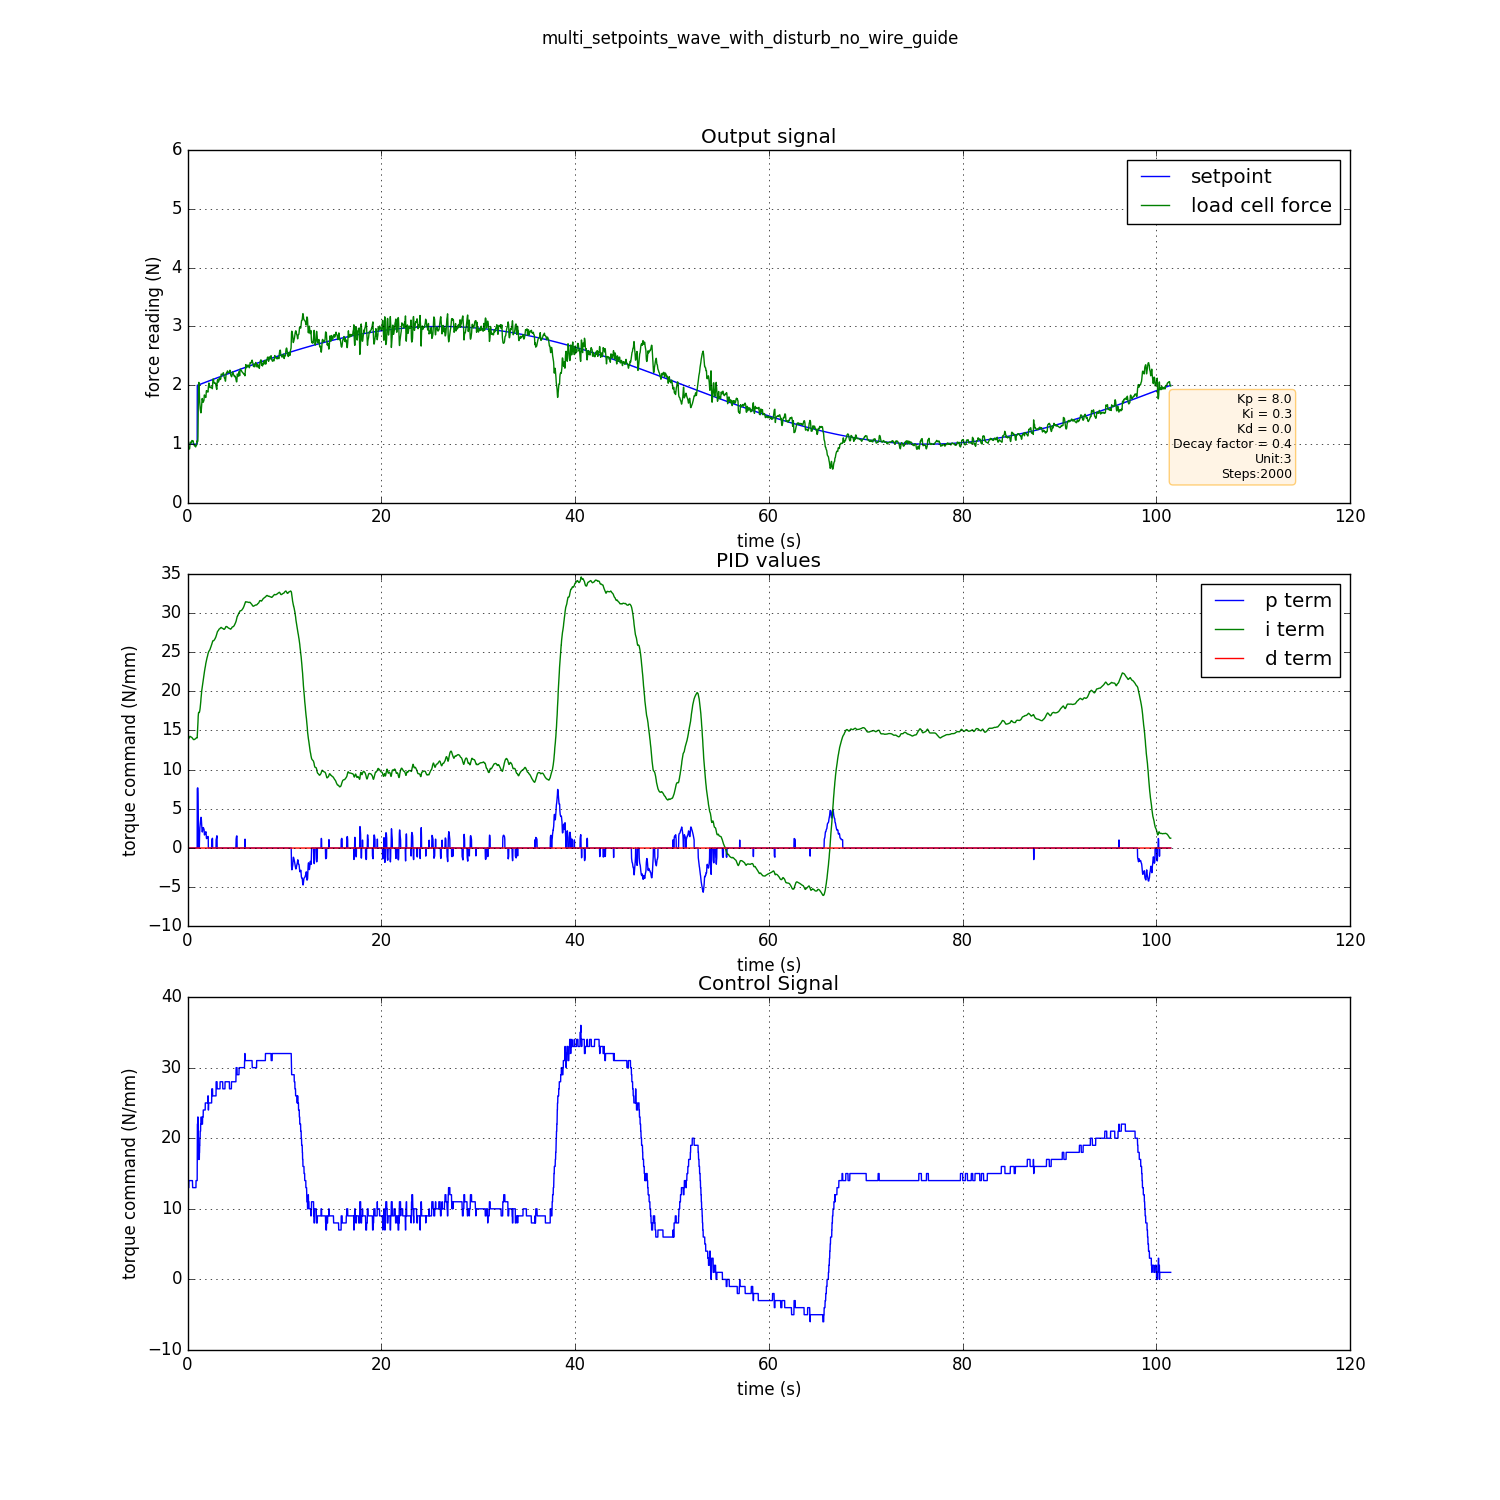 multi_setpoints_wave_with_disturb_no_wire_guide
Output signal
6
5
4
3
2
1
0
force reading (N)
setpoint
load cell force
Kp = 8.0
Ki = 0.3
Kd = 0.0
Decay factor = 0.4
Unit:3
Steps:2000
0 20 40 60 80 100 120
time (s)
PID values
35
30
25
20
15
10
5
0
−5
−10
torque command (N/mm)
p term
i term
d term
0 20 40 60 80 100 120
time (s)
Control Signal
40
30
20
10
0
−10
torque command (N/mm)
0 20 40 60 80 100 120
time (s)